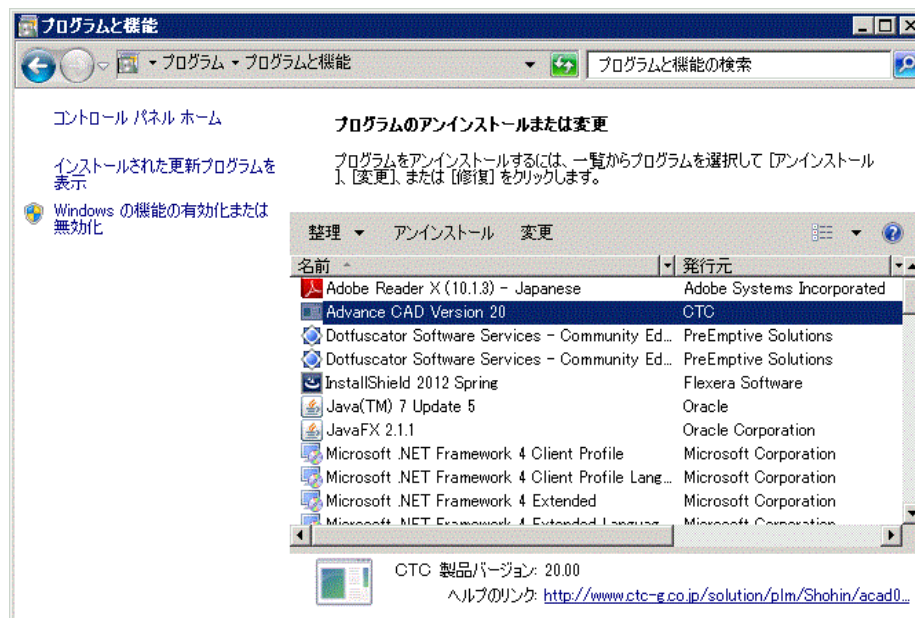 プログラムと機能
プログラム プログラムと機能
プログラムと機能の検索
コントロール パネル ホーム
インストールされた更新プログラムを
表示
Windows の機能の有効化または
無効化
プログラムのアンインストールまたは変更
プログラムをアンインストールするには、一覧からプログラムを選択して [アンインストール
]、[変更]、または [修復] をクリックします。
整理 アンインストール 変更
名前 発行元
Adobe Reader X (10.1.3) - Japanese Adobe Systems Incorporated
Advance CAD Version 20 CTC
Dotfuscator Software Services - Community Ed... PreEmptive Solutions
Dotfuscator Software Services - Community Ed... PreEmptive Solutions
InstallShield 2012 Spring Flexera Software
Java(TM) 7 Update 5 Oracle
JavaFX 2.1.1 Oracle Corporation
Microsoft .NET Framework 4 Client Profile Microsoft Corporation
Microsoft .NET Framework 4 Client Profile Lang... Microsoft Corporation
Microsoft .NET Framework 4 Extended Microsoft Corporation
Microsoft .NET Framework 4 Extended Languag... Microsoft Corporation
CTC 製品バージョン: 20.00
ヘルプのリンク: http://www.ctc-g.co.jp/solution/plm/Shohin/acad0...